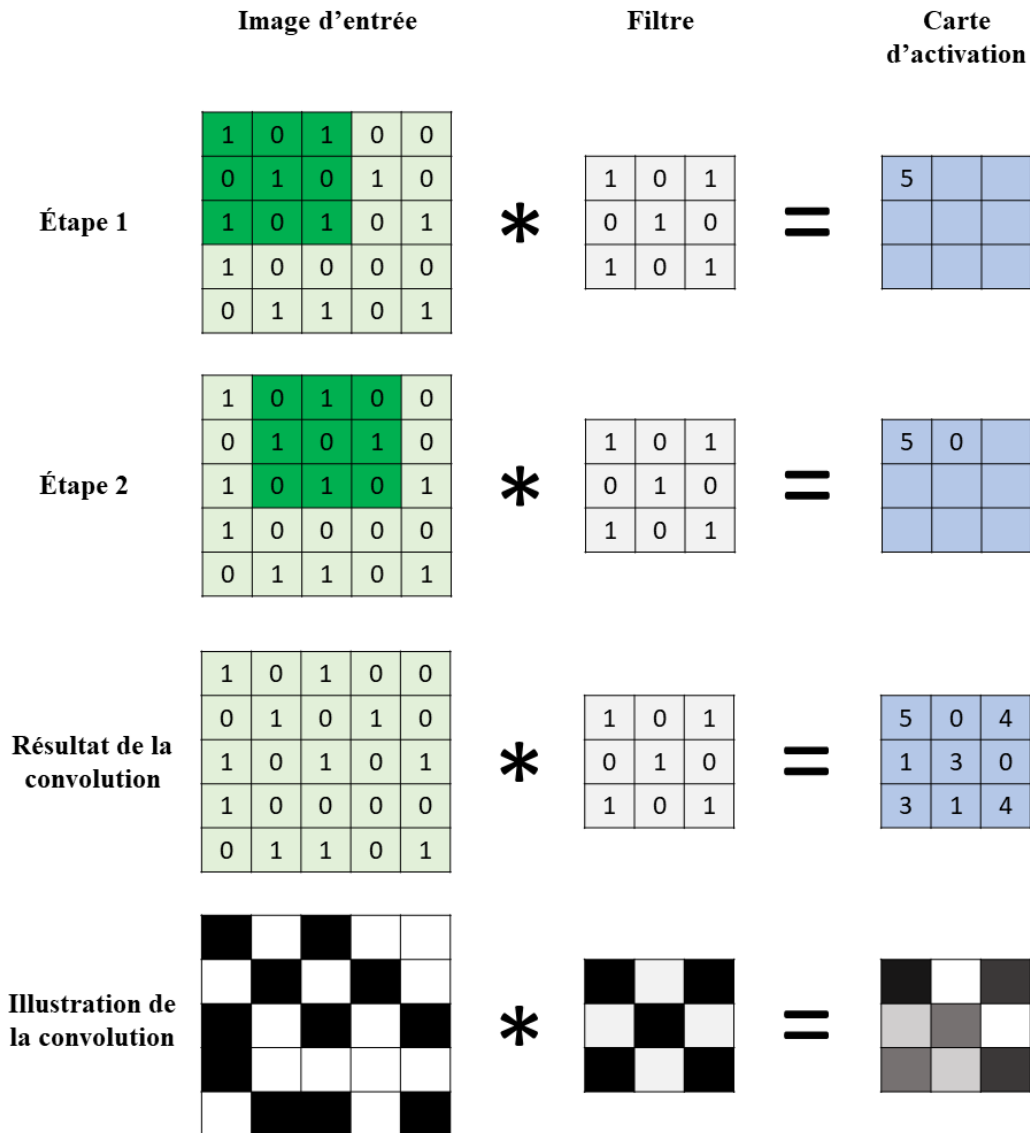 Image d’entrée Filtre Carte
d’activation
Étape 1
1 0 1 0 0
0 1 0 1 0 1 0 1 5
1 0 1 0 1 * 0 1 0 =
1 0 0 0 0 1 0 1
0 1 1 0 1
Étape 2
1 0 1 0 0
0 1 0 1 0 1 0 1 5 0
1 0 1 0 1 * 0 1 0 =
1 0 0 0 0 1 0 1
0 1 1 0 1
Résultat de la
convolution
1 0 1 0 0
0 1 0 1 0 1 0 1 5 0 4
1 0 1 0 1 * 0 1 0 = 1 3 0
1 0 0 0 0 1 0 1 3 1 4
0 1 1 0 1
Illustration de
la convolution
* =